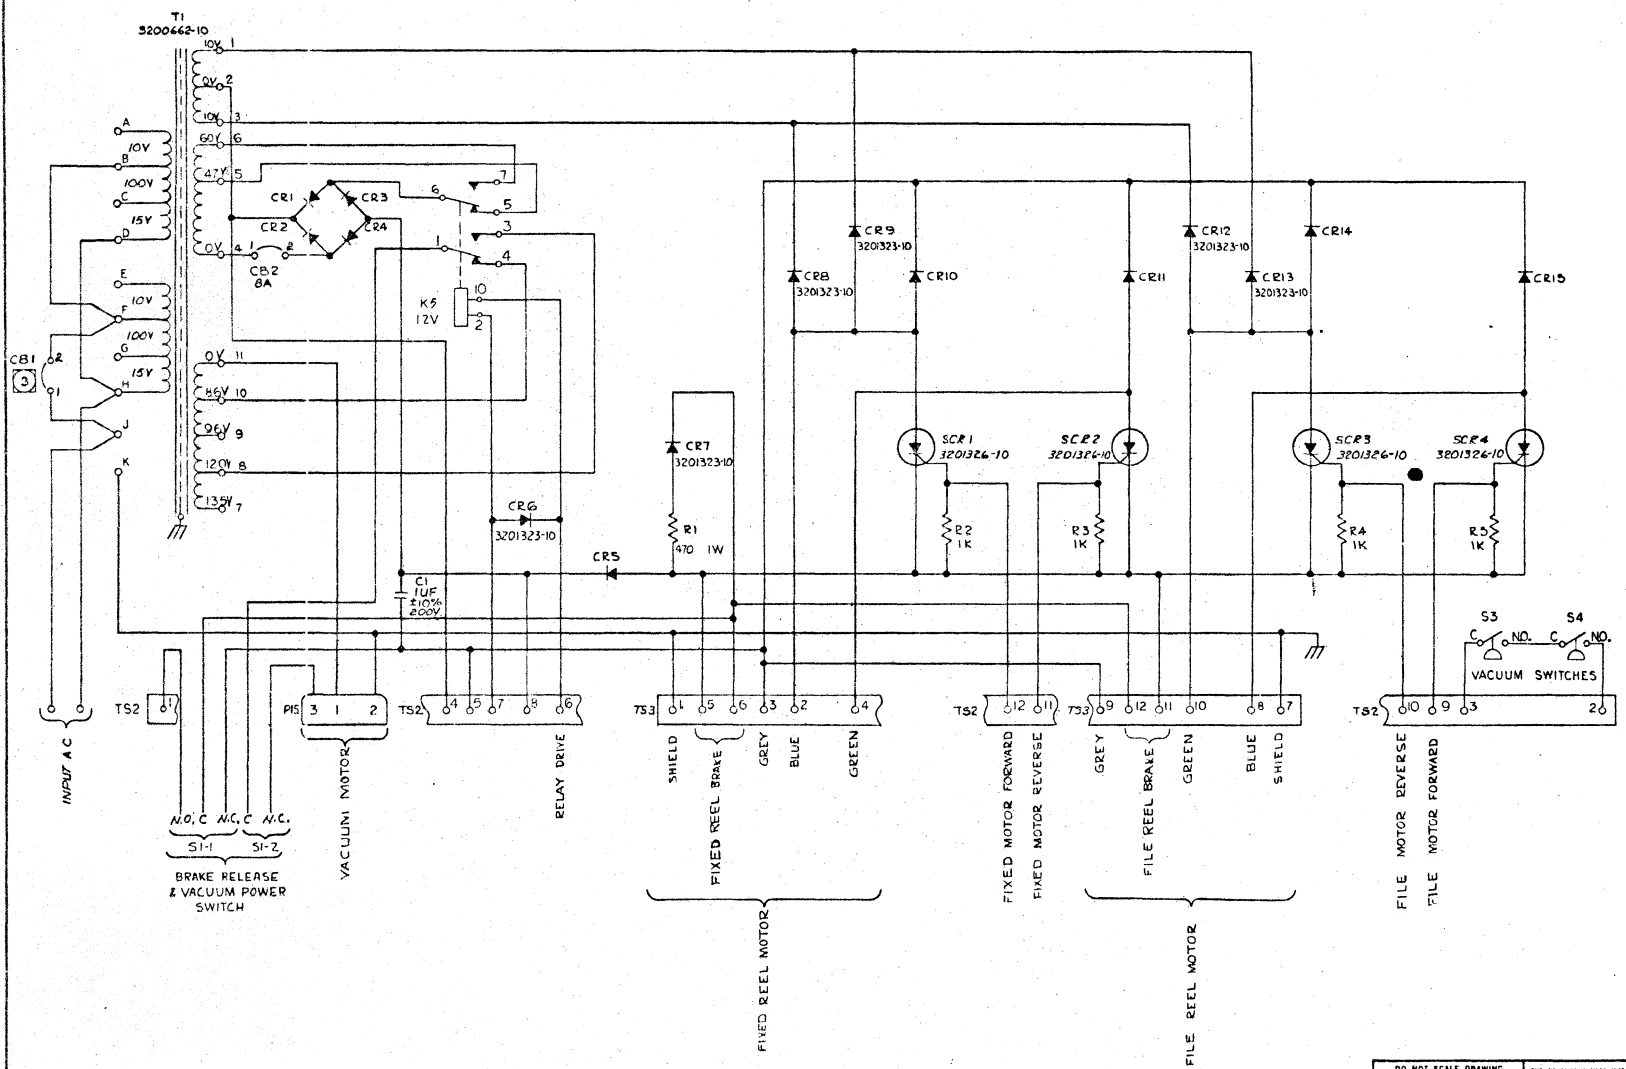 T1
3200662-10
10V 1
0V 2
10V 3
60V 6
47V 5
0V 4
A
10V
B
100V
C
15V
D
E
10V
F
100V
G
15V
H
J
K
CB1
2
3
1
CR1
CR3
CR2
CR4
1 2
CB2
8A
6
7
5
3
1
4
K5
12V
10
2
0V 11
86V 10
96V 9
120V 8
135V 7
CR6
3201323-10
CR5
C1
1UF
±10%
200V
CR7
3201323-10
R1
470 1W
CR9
3201323-10
CR8
3201323-10
CR10
CR11
CR12
3201323-10
CR13
3201323-10
CR14
CR15
SCR1
3201326-10
SCR2
3201326-10
SCR3
3201326-10
SCR4
3201326-10
R2
1K
R3
1K
R4
1K
R5
1K
S3
S4
C N.O. C N.O.
VACUUM SWITCHES
INPUT AC
TS2 1
P15 3 1 2
TS2 4 5 7 8 6
TS3 1 5 6 3 2 4
TS2 12 11
TS3 9 12 11 10 8 7
TS2 10 9 3 2
N.O. C N.C. C N.C.
S1-1 S1-2
BRAKE RELEASE
& VACUUM POWER
SWITCH
VACUUM MOTOR
RELAY DRIVE
SHIELD
FIXED REEL BRAKE
GREY
BLUE
GREEN
FIXED REEL MOTOR
FIXED MOTOR FORWARD
FIXED MOTOR REVERSE
GREY
FILE REEL BRAKE
GREEN
BLUE
SHIELD
FILE REEL MOTOR
FILE MOTOR REVERSE
FILE MOTOR FORWARD
DO NOT SCALE DRAWING